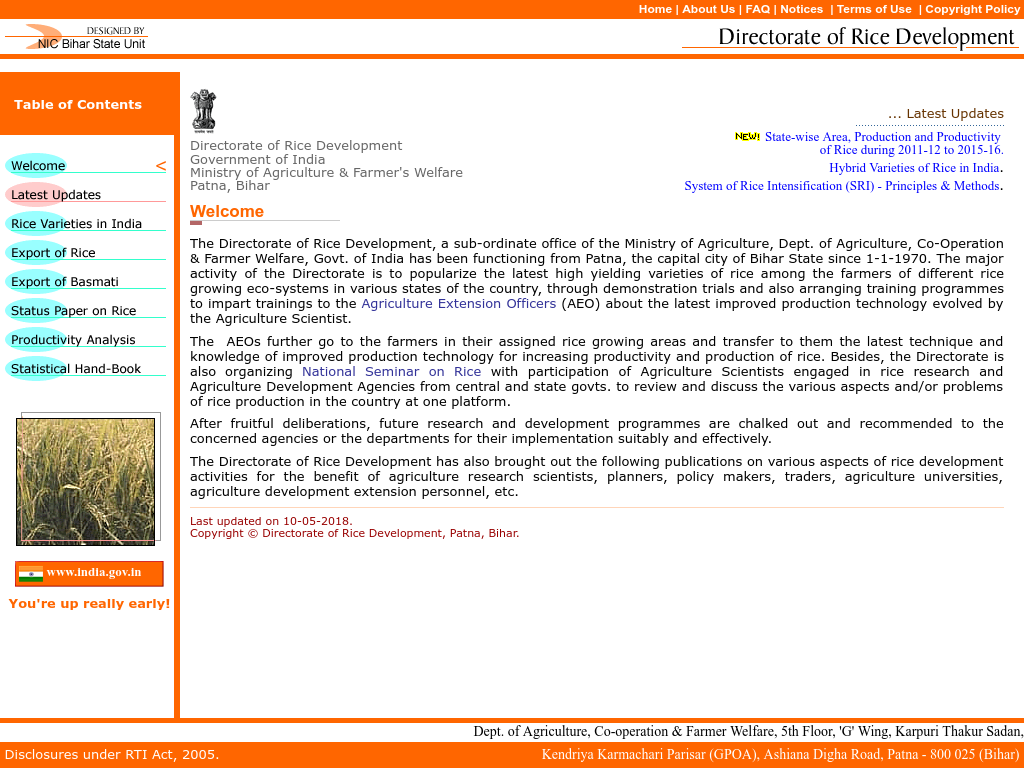 Home | About Us | FAQ | Notices | Terms of Use | Copyright Policy
DESIGNED BY
NIC Bihar State Unit
Directorate of Rice Development
Table of Contents
Welcome <
Latest Updates
Rice Varieties in India
Export of Rice
Export of Basmati
Status Paper on Rice
Productivity Analysis
Statistical Hand-Book
www.india.gov.in
You're up really early!
Directorate of Rice Development
Government of India
Ministry of Agriculture & Farmer's Welfare
Patna, Bihar
... Latest Updates
NEW! State-wise Area, Production and Productivity
of Rice during 2011-12 to 2015-16.
Hybrid Varieties of Rice in India.
System of Rice Intensification (SRI) - Principles & Methods.
Welcome
The Directorate of Rice Development, a sub-ordinate office of the Ministry of Agriculture, Dept. of Agriculture, Co-Operation
& Farmer Welfare, Govt. of India has been functioning from Patna, the capital city of Bihar State since 1-1-1970. The major
activity of the Directorate is to popularize the latest high yielding varieties of rice among the farmers of different rice
growing eco-systems in various states of the country, through demonstration trials and also arranging training programmes
to impart trainings to the Agriculture Extension Officers (AEO) about the latest improved production technology evolved by
the Agriculture Scientist.
The AEOs further go to the farmers in their assigned rice growing areas and transfer to them the latest technique and
knowledge of improved production technology for increasing productivity and production of rice. Besides, the Directorate is
also organizing National Seminar on Rice with participation of Agriculture Scientists engaged in rice research and
Agriculture Development Agencies from central and state govts. to review and discuss the various aspects and/or problems
of rice production in the country at one platform.
After fruitful deliberations, future research and development programmes are chalked out and recommended to the
concerned agencies or the departments for their implementation suitably and effectively.
The Directorate of Rice Development has also brought out the following publications on various aspects of rice development
activities for the benefit of agriculture research scientists, planners, policy makers, traders, agriculture universities,
agriculture development extension personnel, etc.
Last updated on 10-05-2018.
Copyright © Directorate of Rice Development, Patna, Bihar.
Dept. of Agriculture, Co-operation & Farmer Welfare, 5th Floor, 'G' Wing, Karpuri Thakur Sadan,
Disclosures under RTI Act, 2005.
Kendriya Karmachari Parisar (GPOA), Ashiana Digha Road, Patna - 800 025 (Bihar)